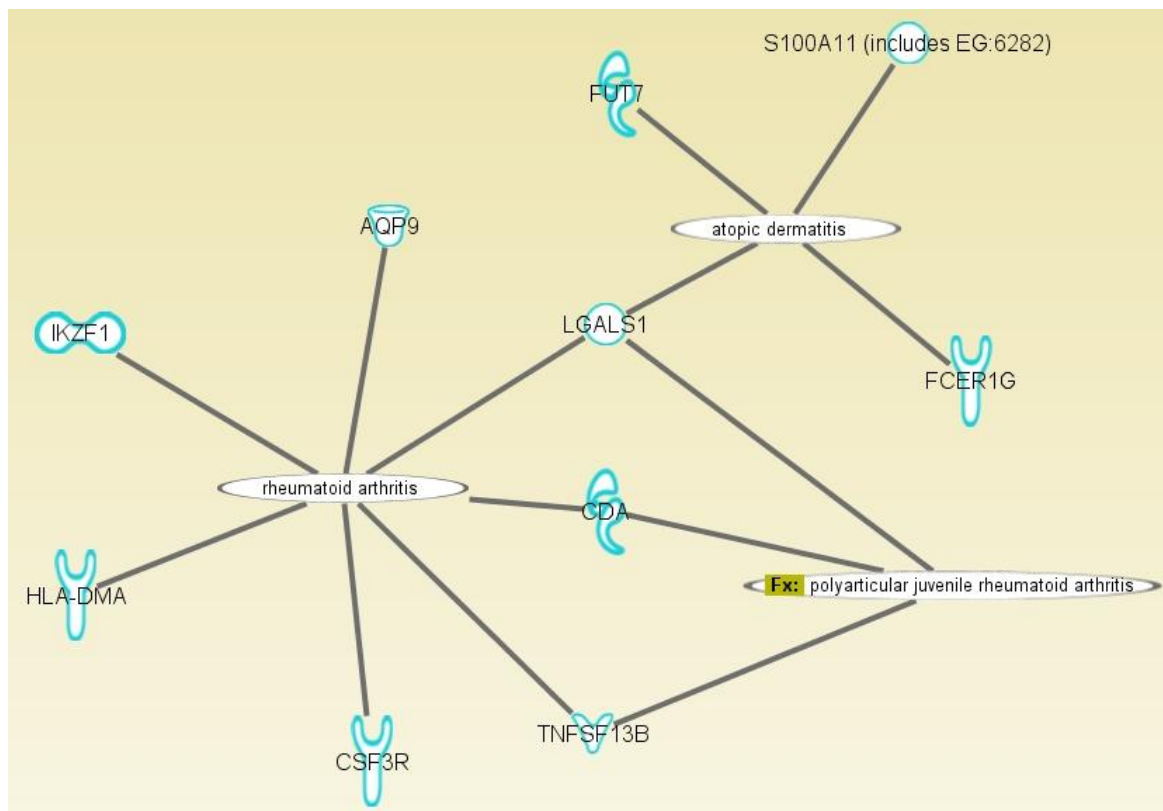 S100A11 (includes EG:6282)
FUT7
AQP9
atopic dermatitis
IKZF1
LGALS1
FCER1G
rheumatoid arthritis
CDA
HLA-DMA
Fx: polyarticular juvenile rheumatoid arthritis
TNFSF13B
CSF3R